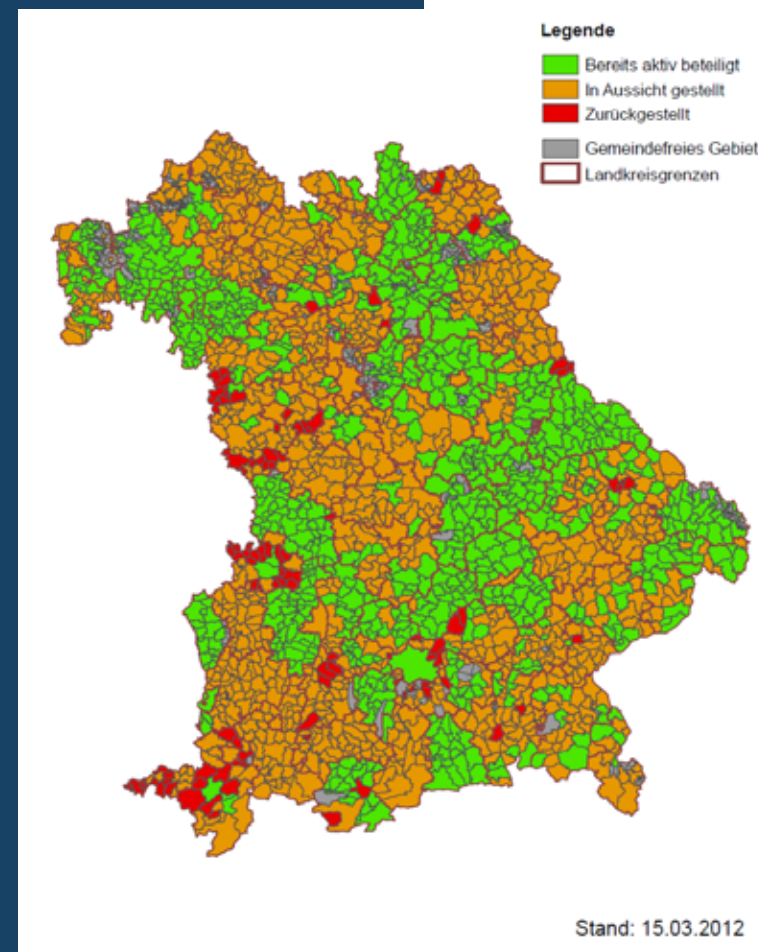 Legende
Bereits aktiv beteiligt
In Aussicht gestellt
Zurückgestellt
Gemeindefreies Gebiet
Landkreisgrenzen
Stand: 15.03.2012